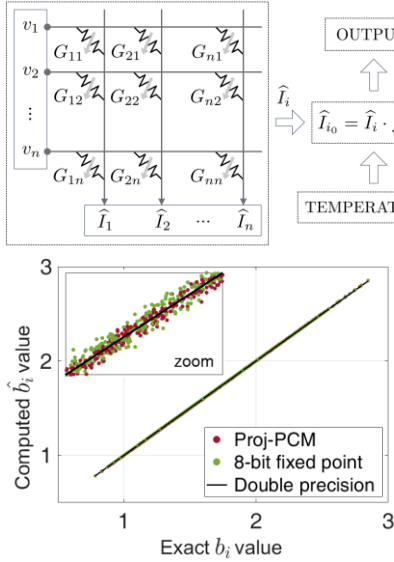 v₁ G₁₁ G₂₁ Gₙ₁ OUTPU
v₂ G₁₂ G₂₂ Gₙ₂ Îᵢ
... Îᵢ₀ = Îᵢ ·
vₙ G₁ₙ G₂ₙ Gₙₙ
Î₁ Î₂ ... Îₙ TEMPERAT
3
2
1
Computed b̂ᵢ value
zoom
Proj-PCM
8-bit fixed point
Double precision
1 2 3
Exact bᵢ value